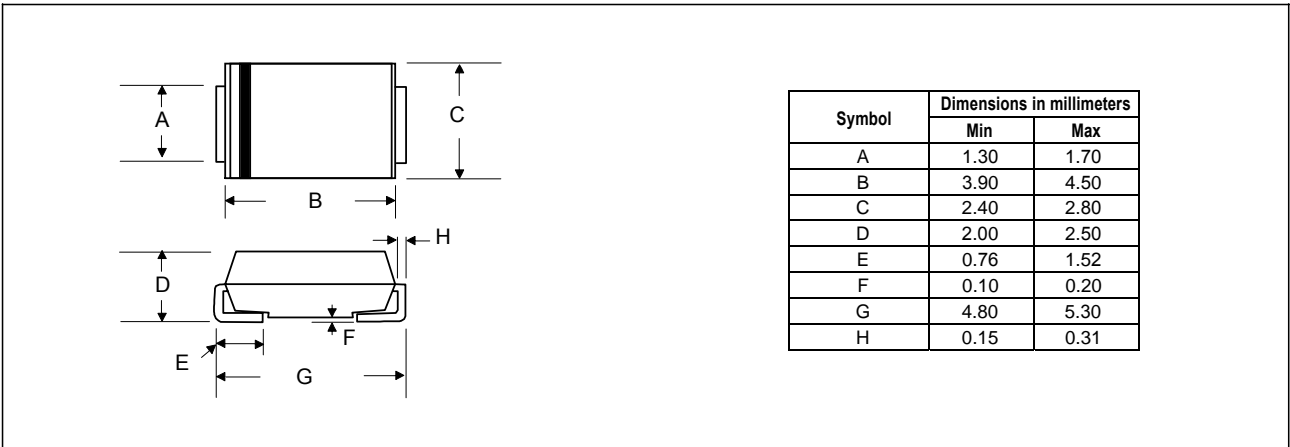 A
C
B
H
D
F
E
G
Symbol Dimensions in millimeters
Min Max
A 1.30 1.70
B 3.90 4.50
C 2.40 2.80
D 2.00 2.50
E 0.76 1.52
F 0.10 0.20
G 4.80 5.30
H 0.15 0.31